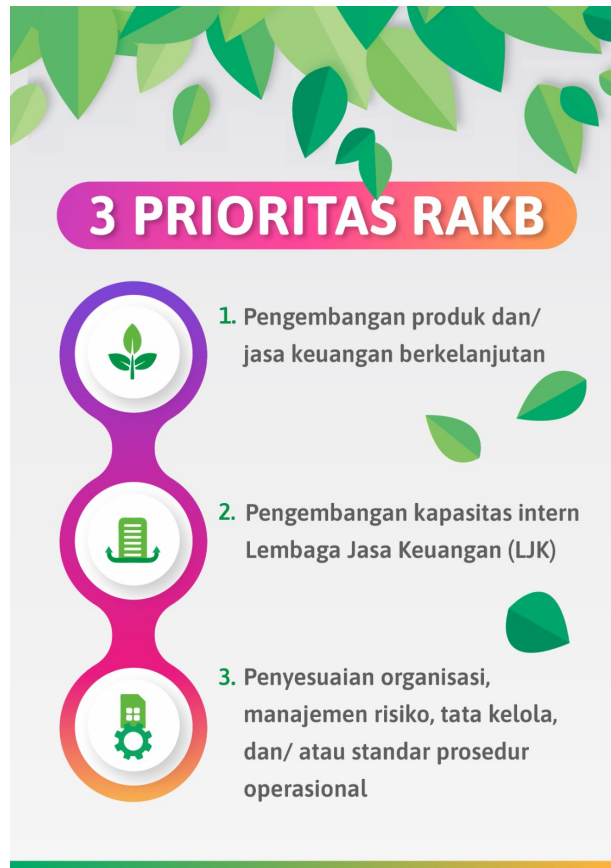 3 PRIORITAS RAKB
1. Pengembangan produk dan/
jasa keuangan berkelanjutan
2. Pengembangan kapasitas intern
Lembaga Jasa Keuangan (LJK)
3. Penyesuaian organisasi,
manajemen risiko, tata kelola,
dan/ atau standar prosedur
operasional